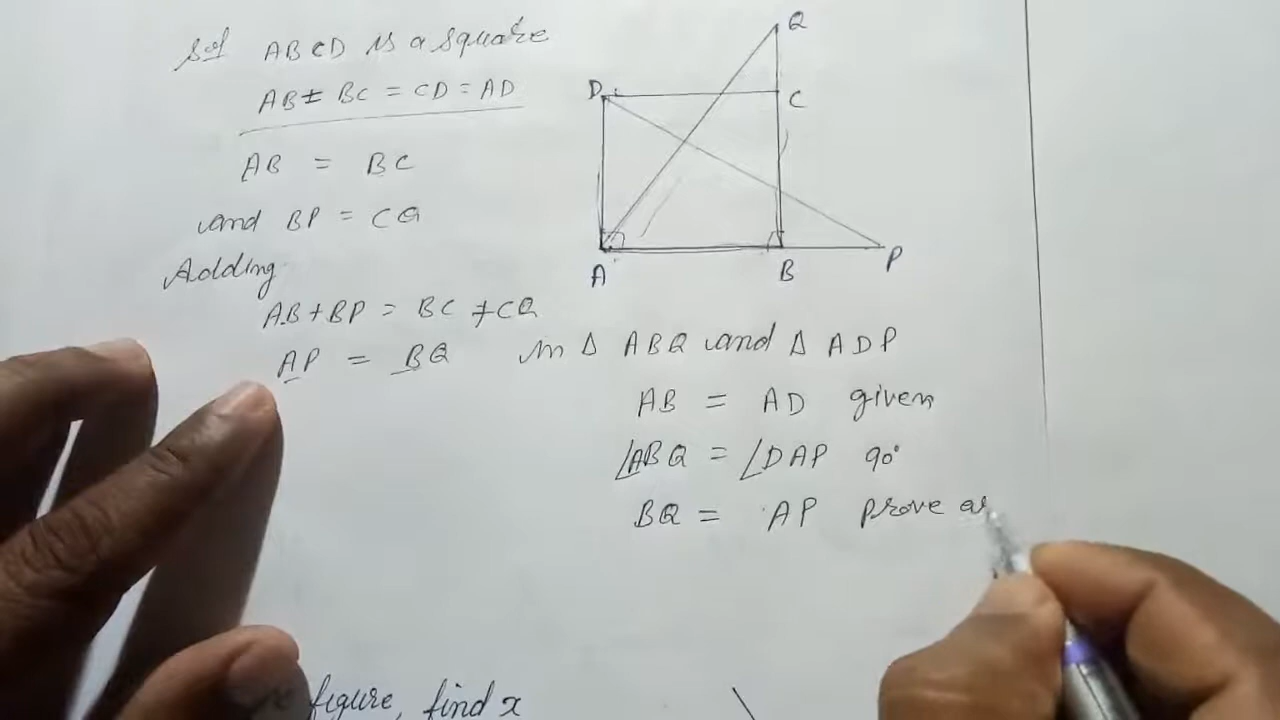 Sol ABCD is a square
AB = BC = CD = AD
AB = BC
and BP = CQ
Adding
AB + BP = BC + CQ
AP = BQ
In Δ ABQ and Δ ADP
AB = AD given
∠ABQ = ∠DAP 90°
BQ = AP prove as
Q
D
C
A
B
P
figure, find x